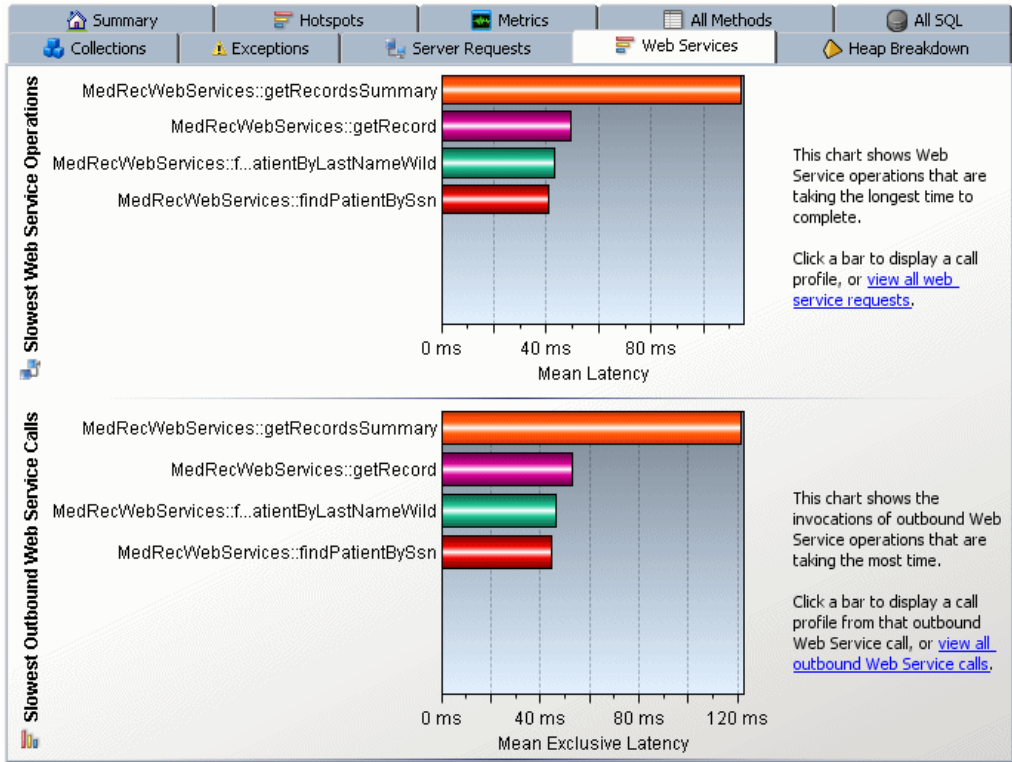 Summary
Hotspots
Metrics
All Methods
All SQL
Collections
Exceptions
Server Requests
Web Services
Heap Breakdown
Slowest Web Service Operations
MedRecWebServices::getRecordsSummary
MedRecWebServices::getRecord
MedRecWebServices::f...atientByLastNameWild
MedRecWebServices::findPatientBySsn
0 ms 40 ms 80 ms
Mean Latency
This chart shows Web
Service operations that are
taking the longest time to
complete.
Click a bar to display a call
profile, or view all web
service requests.
Slowest Outbound Web Service Calls
MedRecWebServices::getRecordsSummary
MedRecWebServices::getRecord
MedRecWebServices::f...atientByLastNameWild
MedRecWebServices::findPatientBySsn
0 ms 40 ms 80 ms 120 ms
Mean Exclusive Latency
This chart shows the
invocations of outbound Web
Service operations that are
taking the most time.
Click a bar to display a call
profile from that outbound
Web Service call, or view all
outbound Web Service calls.